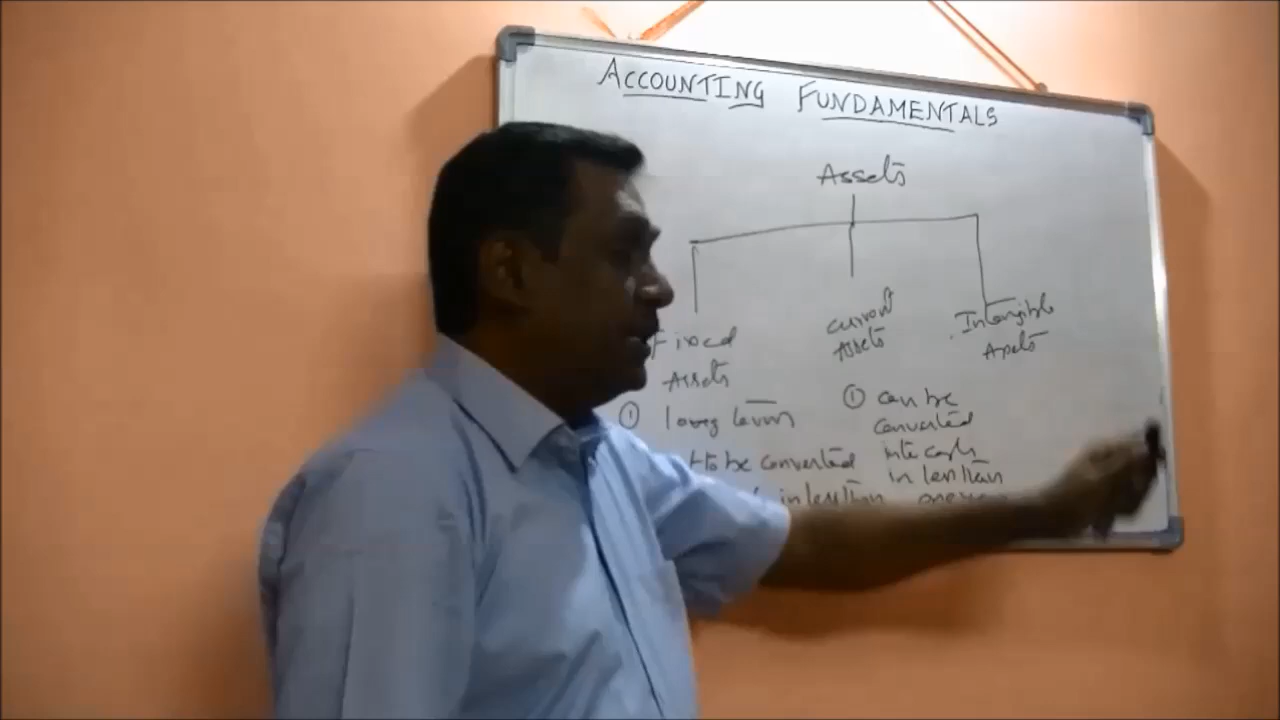 ACCOUNTING FUNDAMENTALS
Assets
Fixed
Assets
① long term
to be converted
in less than
Current
Assets
① can be
converted
into cash
in less than
one
Intangible
Assets